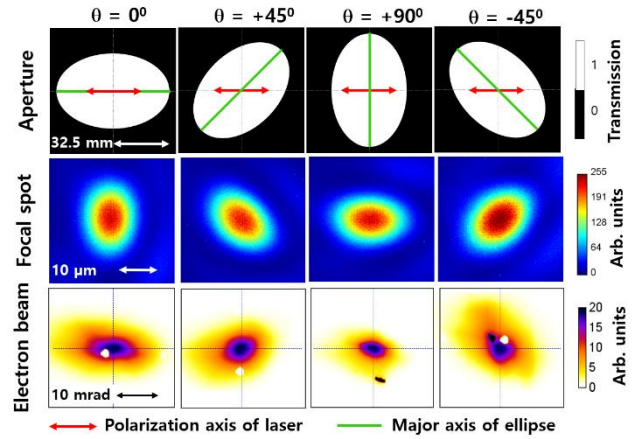 θ = 0⁰ θ = +45⁰ θ = +90⁰ θ = -45⁰
Aperture
32.5 mm
1
0
Transmission
Focal spot
10 µm
255
191
128
64
0
Arb. units
Electron beam
10 mrad
20
15
10
5
0
Arb. units
Polarization axis of laser Major axis of ellipse